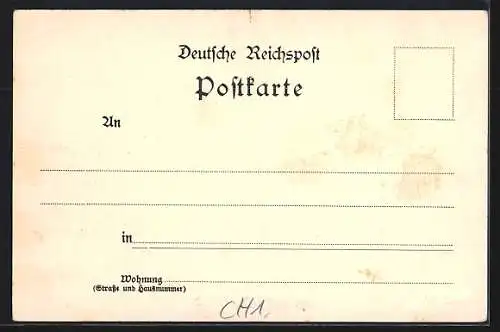 Deutsche Reichspost
Postkarte
An
in
Wohnung
(Straße und Hausnummer)
CH1.